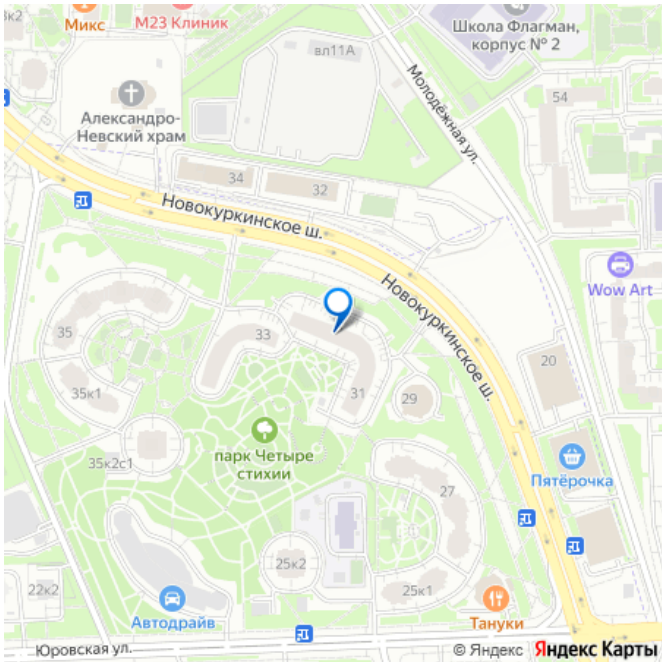 3к2
Микс
М23 Клиник
Школа Флагман,
корпус № 2
вл11А
Молодёжная ул.
54
Александро-
Невский храм
34
32
Новокуркинское ш.
Новокуркинское ш.
Wow Art
35
33
31
20
29
35к1
парк Четыре
стихии
35к2с1
27
Пятёрочка
25к2
22к2
25к1
Автодрайв
Тануки
Юровская ул.
© Яндекс Яндекс Карты